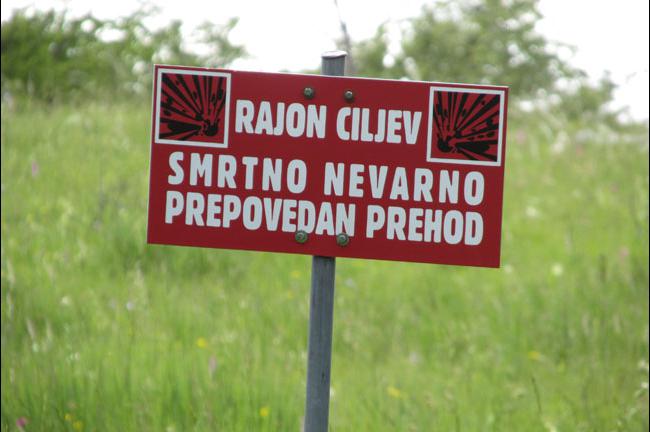 RAJON CILJEV
SMRTNO NEVARNO
PREPOVEDAN PREHOD